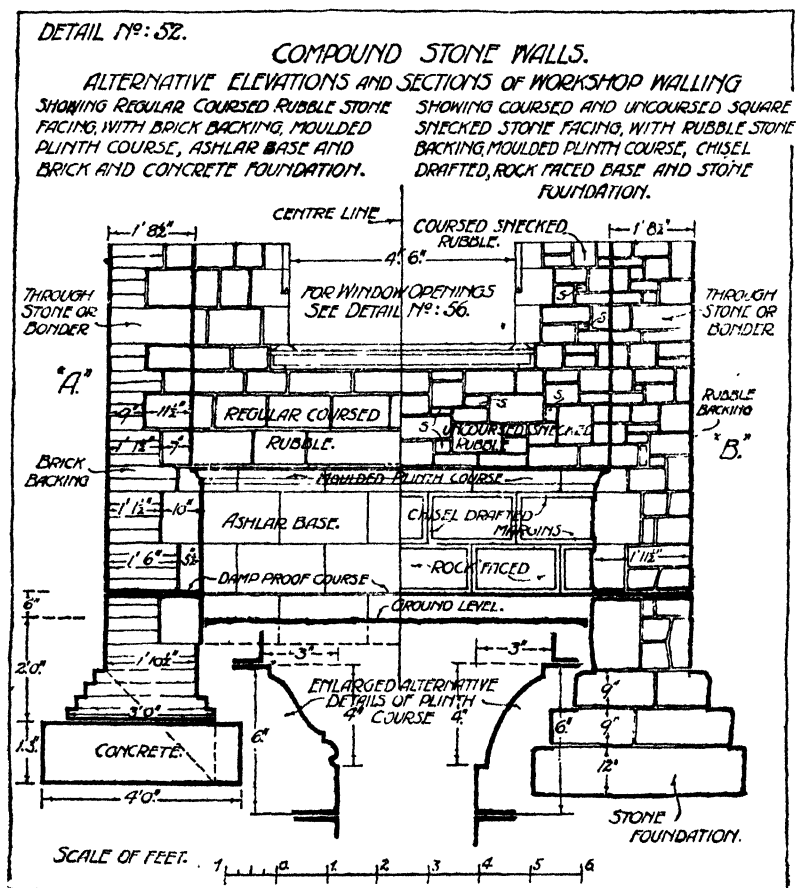 DETAIL Nº: 52.
COMPOUND STONE WALLS.
ALTERNATIVE ELEVATIONS AND SECTIONS OF WORKSHOP WALLING
SHOWING REGULAR COURSED RUBBLE STONE
FACING, WITH BRICK BACKING, MOULDED
PLINTH COURSE, ASHLAR BASE AND
BRICK AND CONCRETE FOUNDATION.
SHOWING COURSED AND UNCOURSED SQUARE
SNECKED STONE FACING, WITH RUBBLE STONE
BACKING, MOULDED PLINTH COURSE, CHISEL
DRAFTED, ROCK FACED BASE AND STONE
FOUNDATION.
CENTRE LINE
COURSED SNECKED
RUBBLE.
1' 8½"
4' 6"
1' 8½"
THROUGH
STONE OR
BONDER
FOR WINDOW OPENINGS
SEE DETAIL Nº: 56.
S
S
THROUGH
STONE OR
BONDER
"A."
S
S
S
9"
11½"
REGULAR COURSED
RUBBLE.
UNCOURSED SNECKED
RUBBLE
RUBBLE
BACKING
"B."
1' 1½"
7"
BRICK
BACKING
MOULDED PLINTH COURSE
1' 1½"
10"
ASHLAR BASE.
CHISEL DRAFTED
MARGINS
1' 6"
5½"
ROCK FACED
1' 11½"
DAMP PROOF COURSE
6"
GROUND LEVEL.
2' 0"
1' 10½"
3"
3"
ENLARGED ALTERNATIVE
DETAILS OF PLINTH
COURSE
4"
4"
6"
6"
9"
9"
12"
3' 0"
1' 3"
CONCRETE.
4' 0"
STONE
FOUNDATION.
SCALE OF FEET.
1 0 1 2 3 4 5 6